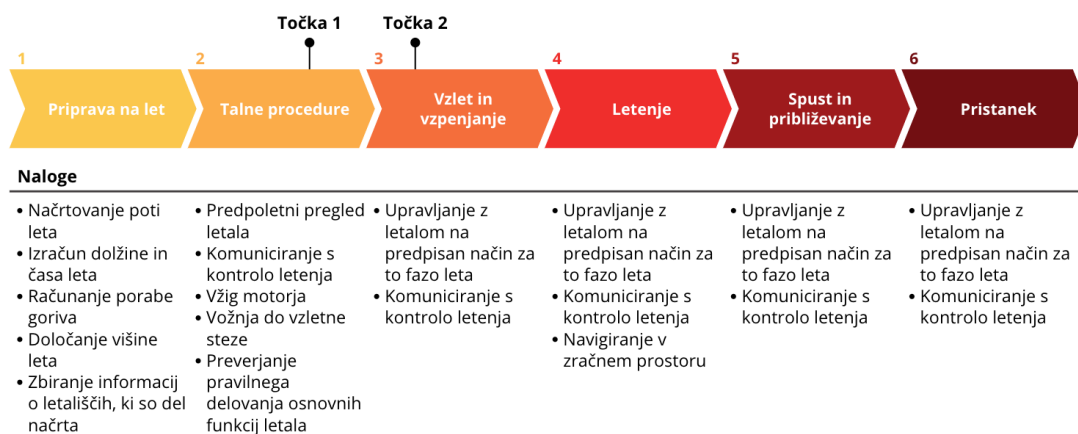 Točka 1
Točka 2
1
2
3
4
5
6
Priprava na let
Talne procedure
Vzlet in
vzpenjanje
Letenje
Spust in
približevanje
Pristanek
Naloge
• Načrtovanje poti
leta
• Izračun dolžine in
časa leta
• Računanje porabe
goriva
• Določanje višine
leta
• Zbiranje informacij
o letališčih, ki so del
načrta
• Predpoletni pregled
letala
• Komuniciranje s
kontrolo letenja
• Vžig motorja
• Vožnja do vzletne
steze
• Preverjanje
pravilnega
delovanja osnovnih
funkcij letala
• Upravljanje z
letalom na
predpisan način za
to fazo leta
• Komuniciranje s
kontrolo letenja
• Upravljanje z
letalom na
predpisan način za
to fazo leta
• Komuniciranje s
kontrolo letenja
• Navigiranje v
zračnem prostoru
• Upravljanje z
letalom na
predpisan način za
to fazo leta
• Komuniciranje s
kontrolo letenja
• Upravljanje z
letalom na
predpisan način za
to fazo leta
• Komuniciranje s
kontrolo letenja